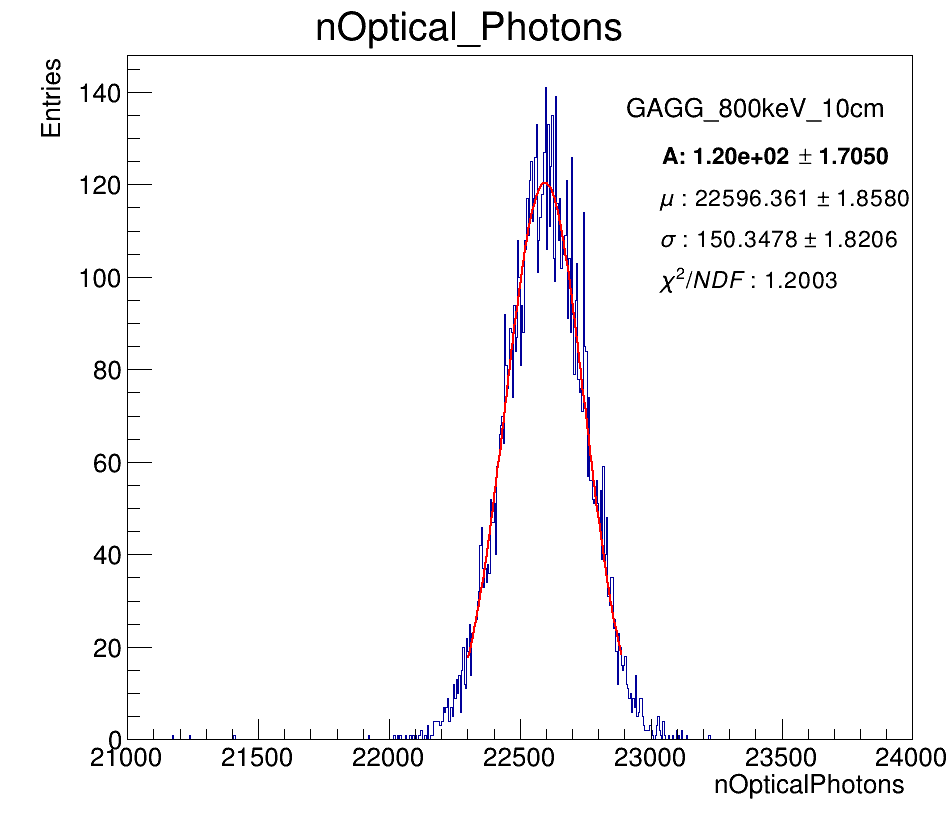 nOptical_Photons
Entries
GAGG_800keV_10cm
A: 1.20e+02 ± 1.7050
μ : 22596.361 ± 1.8580
σ : 150.3478 ± 1.8206
χ²/NDF : 1.2003
140
120
100
80
60
40
20
0
21000 21500 22000 22500 23000 23500 24000
nOpticalPhotons